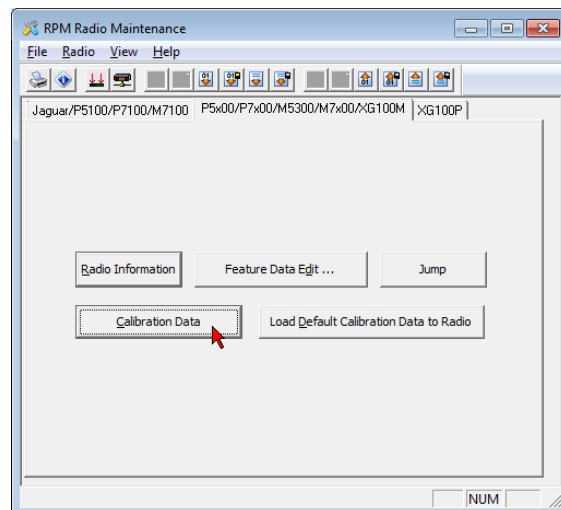 RPM Radio Maintenance
File Radio View Help
Jaguar/P5100/P7100/M7100 P5x00/P7x00/M5300/M7x00/XG100M XG100P
Radio Information Feature Data Edit ... Jump
Calibration Data Load Default Calibration Data to Radio
NUM